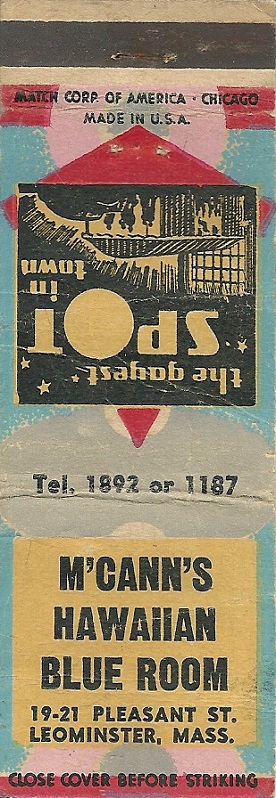 MATCH CORP. OF AMERICA · CHICAGO
MADE IN U.S.A.
the gayest
SPOT
in
town
Tel. 1892 or 1187
M'CANN'S
HAWAIIAN
BLUE ROOM
19-21 PLEASANT ST.
LEOMINSTER, MASS.
CLOSE COVER BEFORE STRIKING